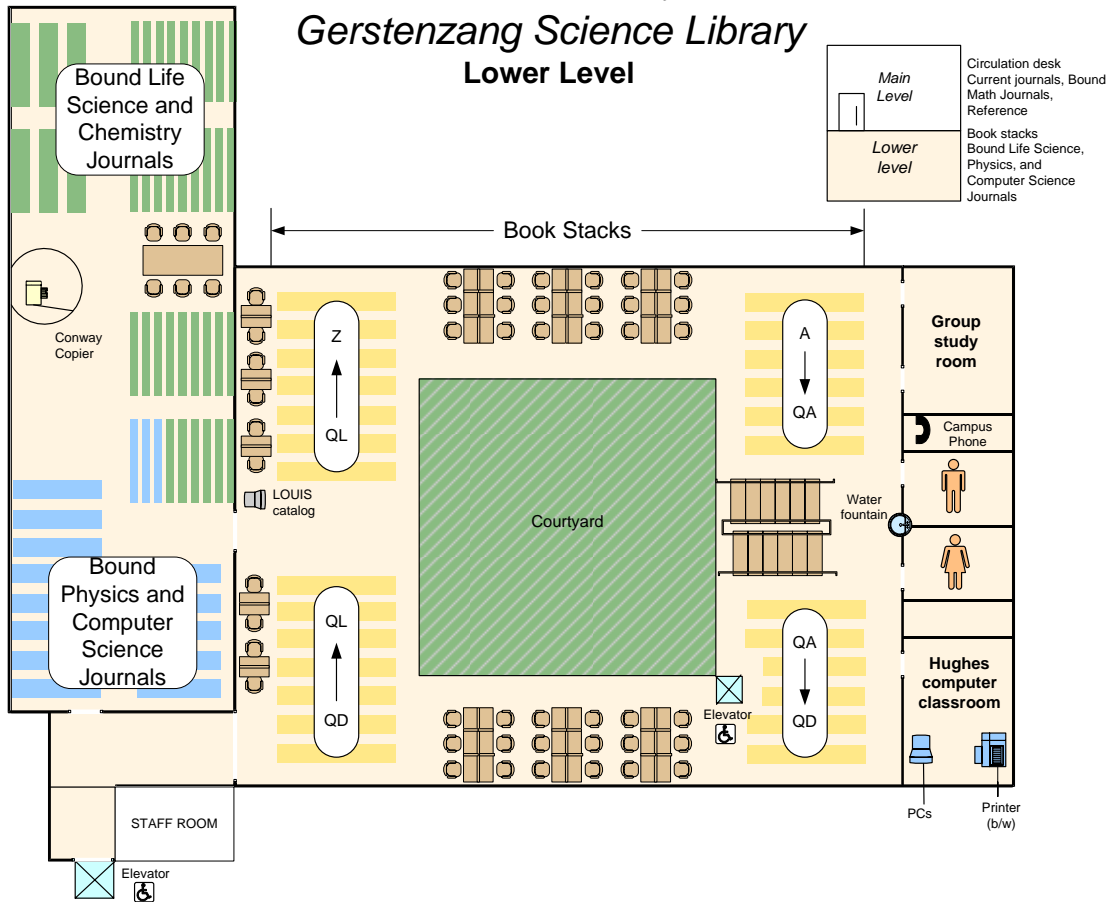 Gerstenzang Science Library
Lower Level
Main
Level
Lower
level
Circulation desk
Current journals, Bound
Math Journals,
Reference
Book stacks
Bound Life Science,
Physics, and
Computer Science
Journals
Bound Life
Science and
Chemistry
Journals
Book Stacks
Conway
Copier
Z
QL
A
QA
Group
study
room
Campus
Phone
LOUIS
catalog
Courtyard
Water
fountain
Bound
Physics and
Computer
Science
Journals
QL
QD
QA
QD
Elevator
Hughes
computer
classroom
PCs
Printer
(b/w)
STAFF ROOM
Elevator